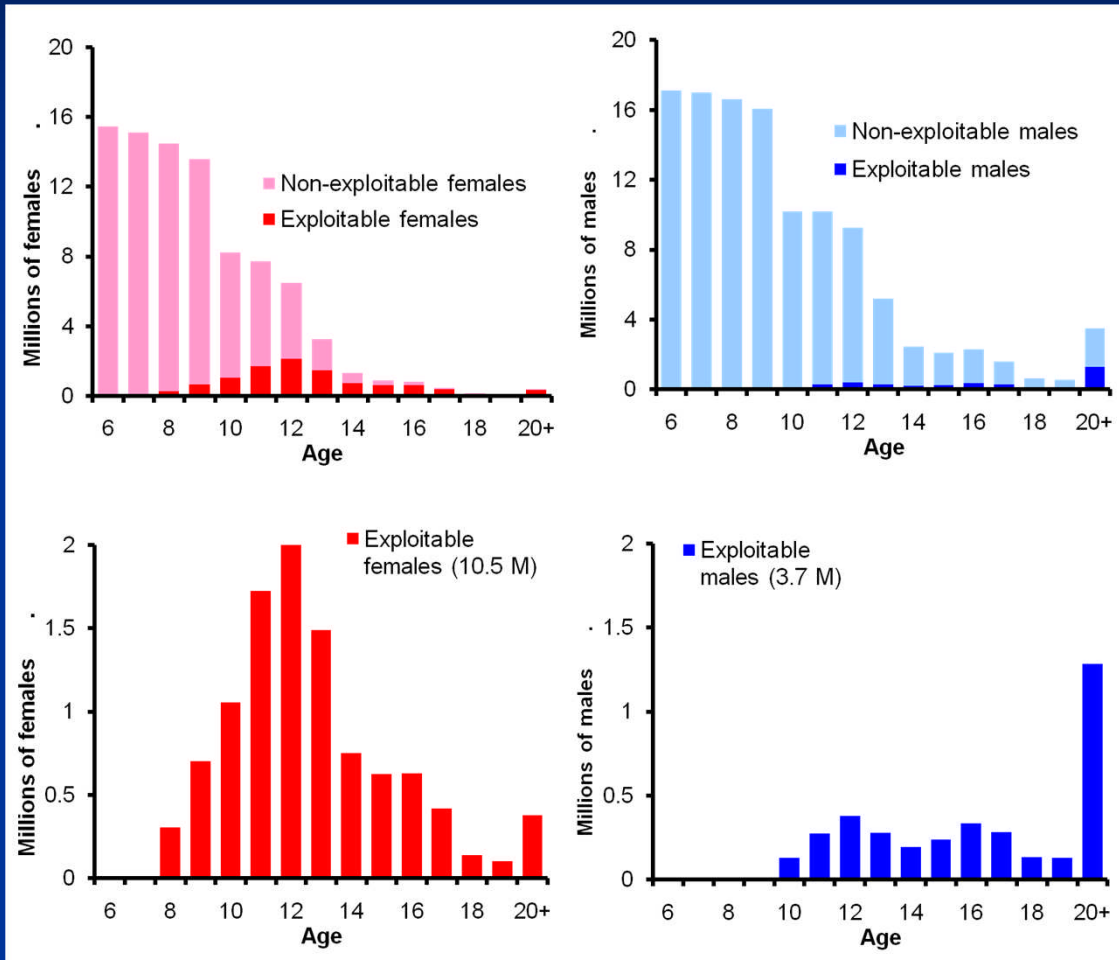 20
16
12
8
4
0
Millions of females
Non-exploitable females
Exploitable females
6 8 10 12 14 16 18 20+
Age
20
16
12
8
4
0
Millions of males
Non-exploitable males
Exploitable males
6 8 10 12 14 16 18 20+
Age
2
1.5
1
0.5
0
Millions of females
Exploitable
females (10.5 M)
6 8 10 12 14 16 18 20+
Age
2
1.5
1
0.5
0
Millions of males
Exploitable
males (3.7 M)
6 8 10 12 14 16 18 20+
Age